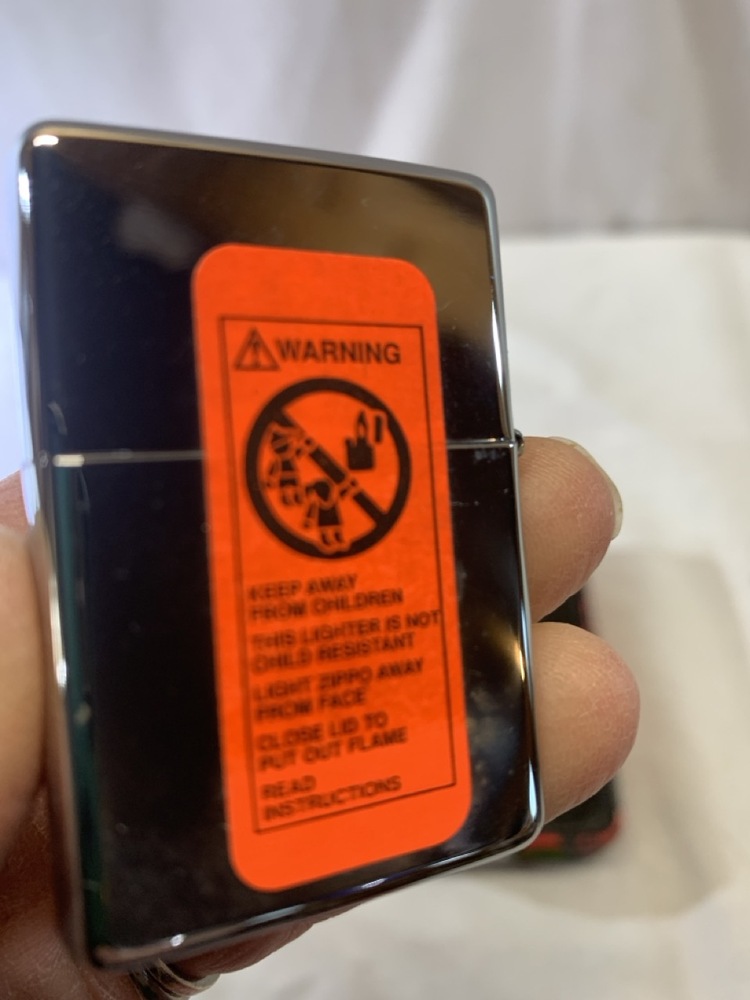 WARNING
KEEP AWAY
FROM CHILDREN
THIS LIGHTER IS NOT
CHILD RESISTANT
LIGHT ZIPPO AWAY
FROM FACE
CLOSE LID TO
PUT OUT FLAME
READ
INSTRUCTIONS